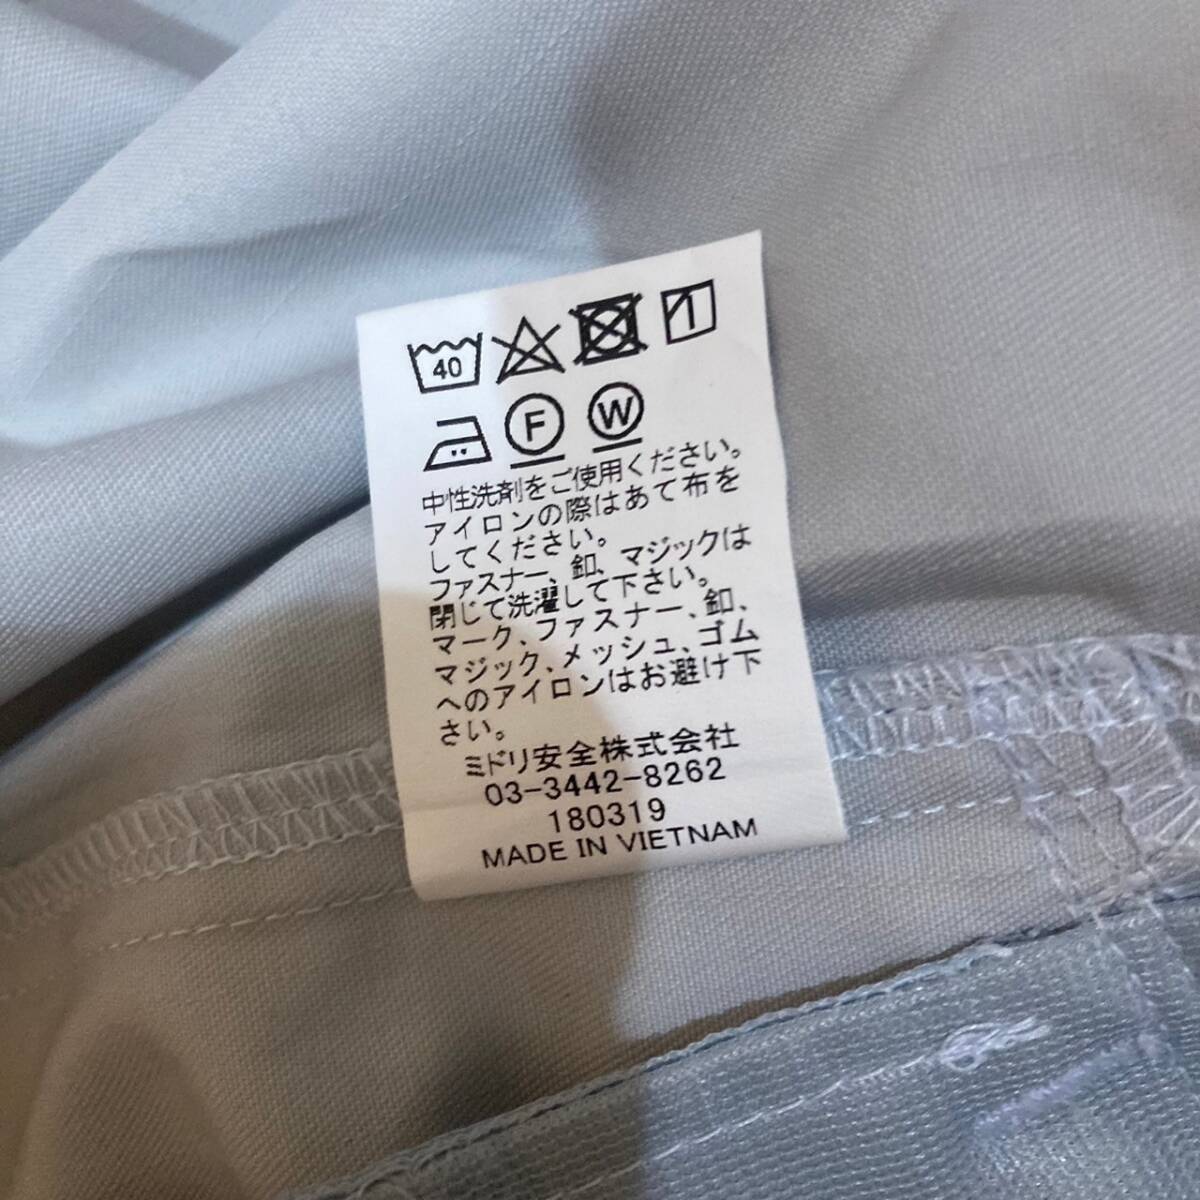 40
F W
中性洗剤をご使用ください。
アイロンの際はあて布を
してください。
ファスナー、釦、マジックは
閉じて洗濯して下さい。
マーク、ファスナー、釦、
マジック、メッシュ、ゴム
へのアイロンはお避け下
さい。
ミドリ安全株式会社
03-3442-8262
180319
MADE IN VIETNAM